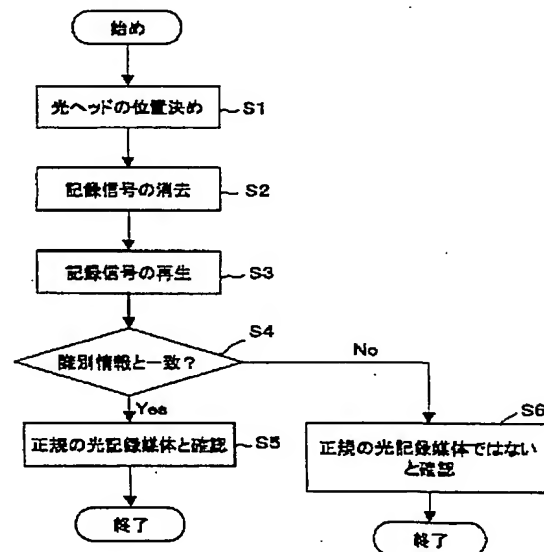 始め
光ヘッドの位置決め
S1
記録信号の消去
S2
記録信号の再生
S3
S4
識別情報と一致?
No
Yes
正規の光記録媒体と確認
S5
S6
正規の光記録媒体ではない
と確認
終了
終了